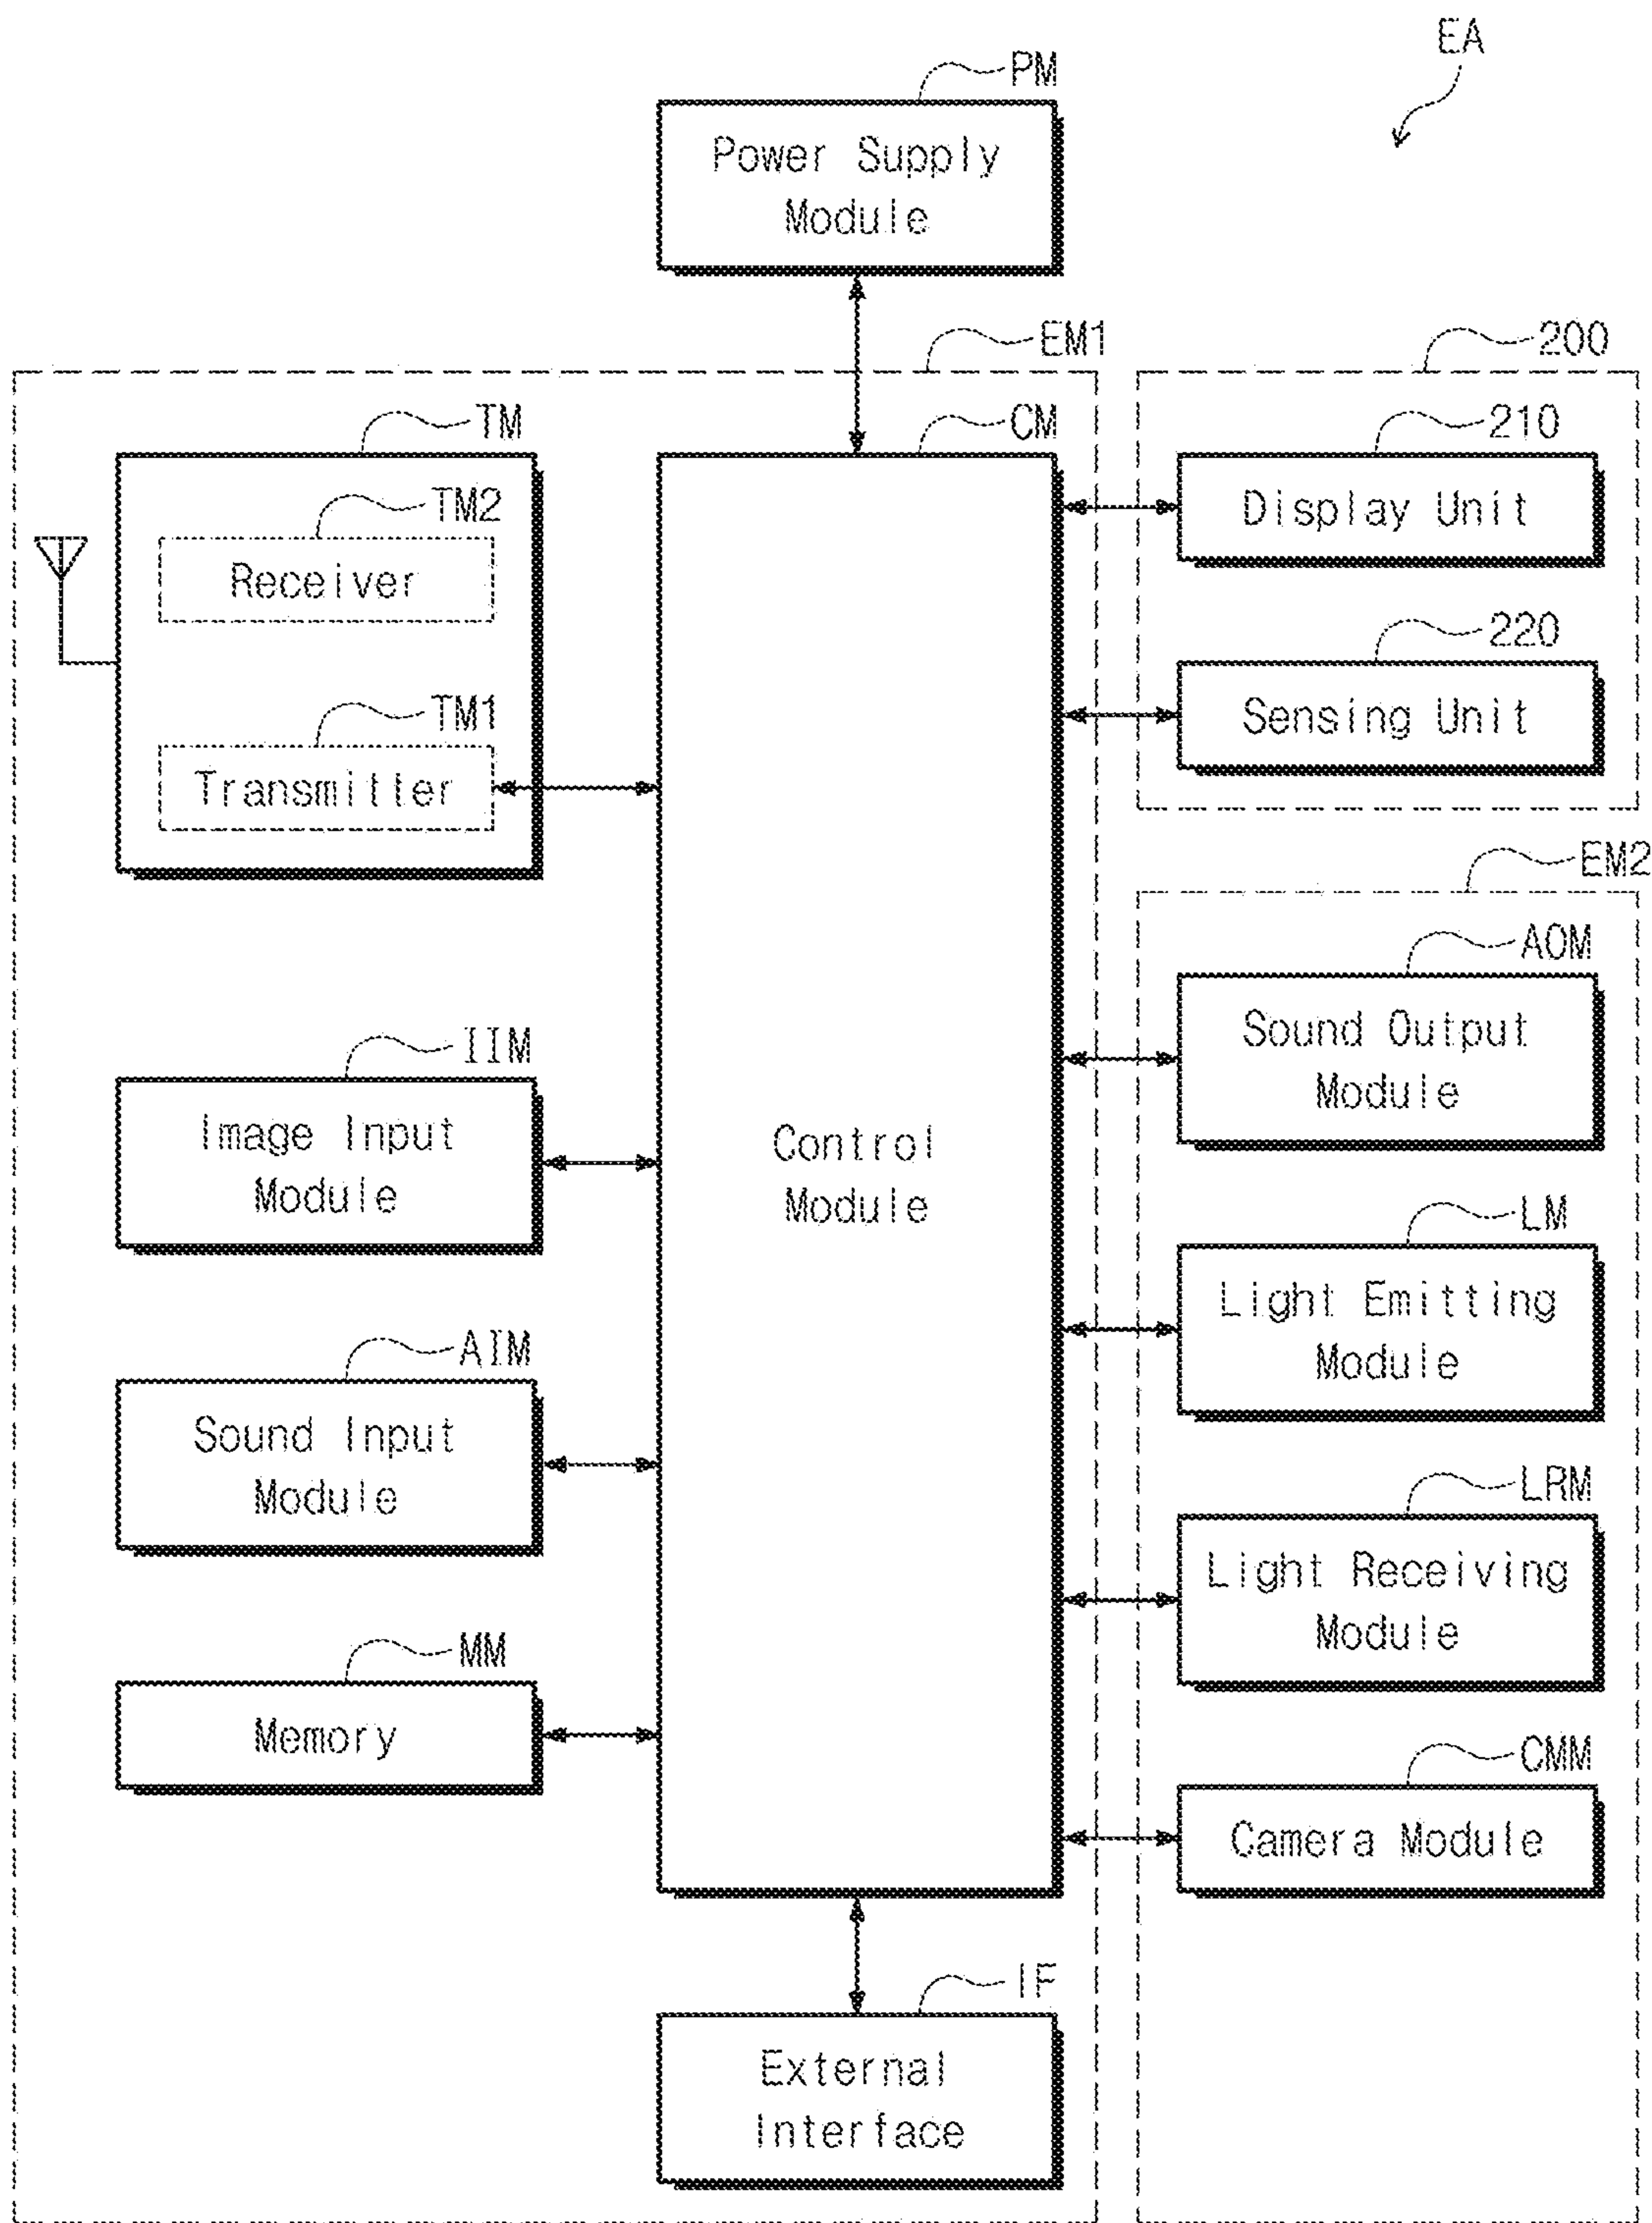 EA
PM
Power Supply
Module
EM1
200
TM
CM
210
Display Unit
TM2
Receiver
220
Sensing Unit
TM1
Transmitter
EM2
AOM
Sound Output
Module
IIM
Image Input
Module
Control
Module
LM
Light Emitting
Module
AIM
Sound Input
Module
LRM
Light Receiving
Module
MM
Memory
CMM
Camera Module
IF
External
Interface